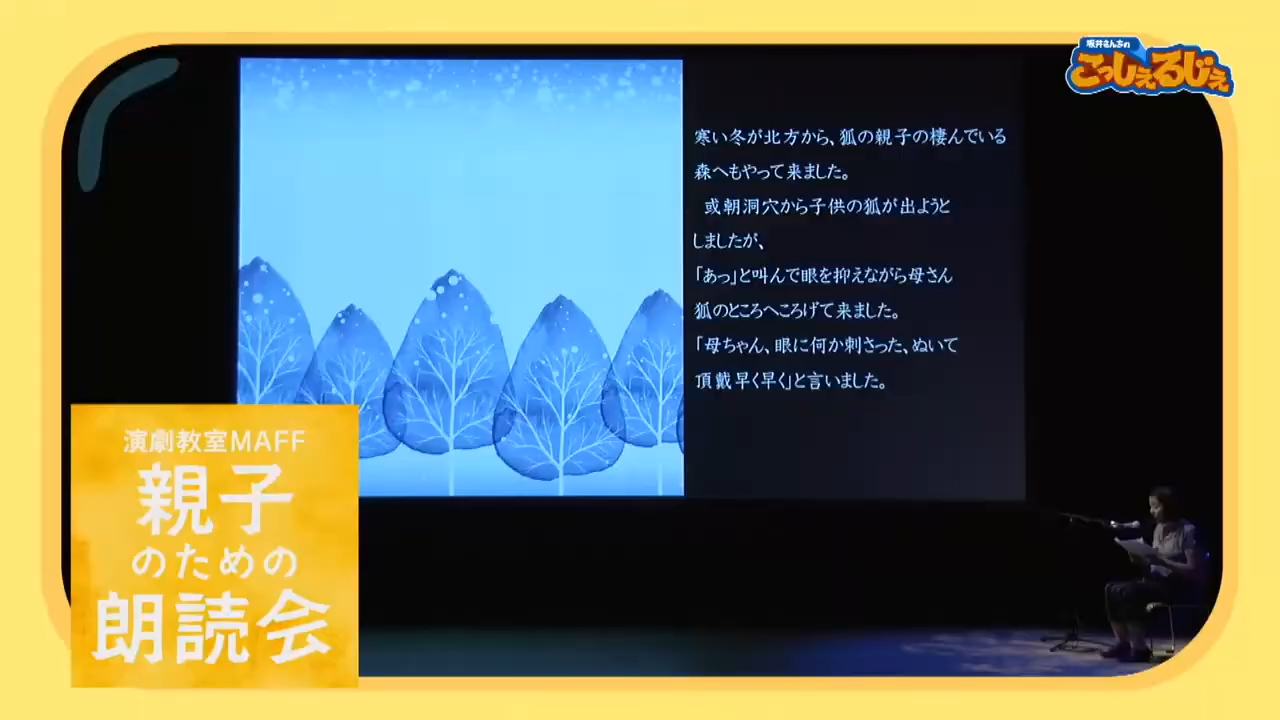 坂井さんちの
こっしぇるじぇ
寒い冬が北方から、狐の親子の棲んでいる
森へもやって来ました。
或朝洞穴から子供の狐が出ようと
しましたが、
「あっ」と叫んで眼を抑えながら母さん
狐のところへころげて来ました。
「母ちゃん、眼に何か刺さった、ぬいて
頂戴早く早く」と言いました。
演劇教室MAFF
親子
のための
朗読会